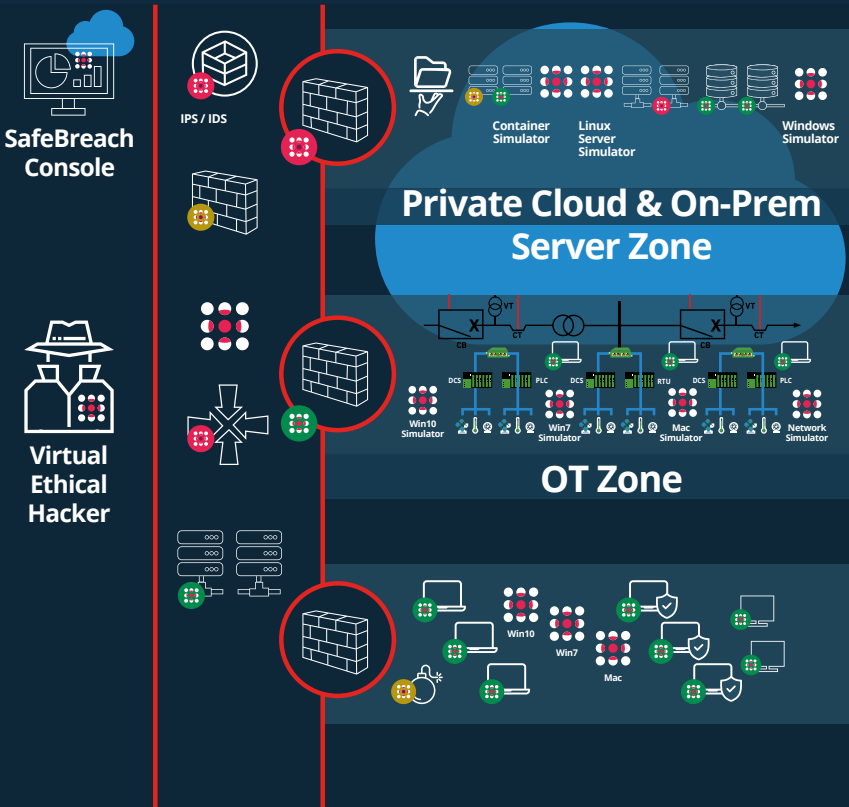 SafeBreach
Console
Virtual
Ethical
Hacker
IPS / IDS
Container
Simulator
Linux
Server
Simulator
Windows
Simulator
Private Cloud & On-Prem
Server Zone
VT
VT
X
X
CT
CT
CB
CB
DCS
PLC
DCS
RTU
DCS
PLC
Win10
Simulator
Win7
Simulator
Mac
Simulator
Network
Simulator
OT Zone
Win10
Win7
Mac